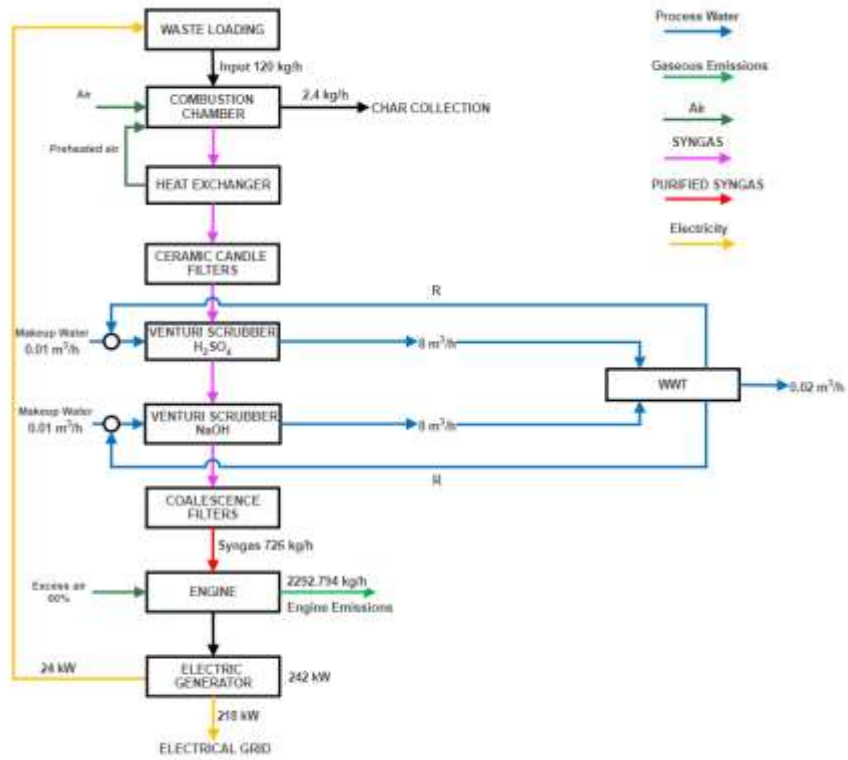 WASTE LOADING
Process Water
Input 120 kg/h
Gaseous Emissions
Air
COMBUSTION
CHAMBER
2.4 kg/h
CHAR COLLECTION
Air
Preheated air
SYNGAS
HEAT EXCHANGER
PURIFIED SYNGAS
Electricity
CERAMIC CANDLE
FILTERS
R
Makeup Water
0.01 m³/h
VENTURI SCRUBBER
H₂SO₄
8 m³/h
WWT
0.02 m³/h
Makeup Water
0.01 m³/h
VENTURI SCRUBBER
NaOH
8 m³/h
R
COALESCENCE
FILTERS
Syngas 726 kg/h
Excess air
60%
ENGINE
2292.794 kg/h
Engine Emissions
24 kW
ELECTRIC
GENERATOR
242 kW
218 kW
ELECTRICAL GRID